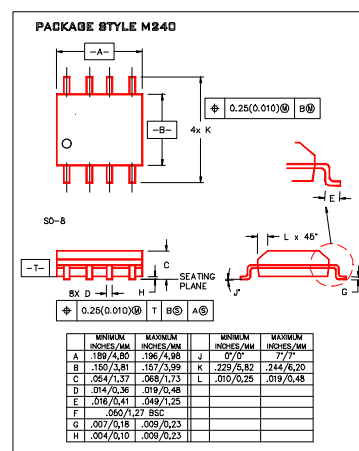 PACKAGE STYLE M240
-A-
0.25(0.010)Ⓜ BⓂ
-B-
4x K
E
SO-8
L x 45°
-T-
C
SEATING
PLANE
8X D
H
J°
G
0.25(0.010)Ⓜ T BⓈ AⓈ
MINIMUM INCHES/MM MAXIMUM INCHES/MM MINIMUM INCHES/MM MAXIMUM INCHES/MM
A .189/4,80 .196/4,98 J 0°/0° 7°/7°
B .150/3,81 .157/3,99 K .229/5,82 .244/6,20
C .054/1,37 .068/1,73 L .010/0,25 .019/0,48
D .014/0,36 .019/0,48
E .016/0,41 .049/1,25
F .050/1,27 BSC
G .007/0,18 .009/0,23
H .004/0,10 .009/0,23